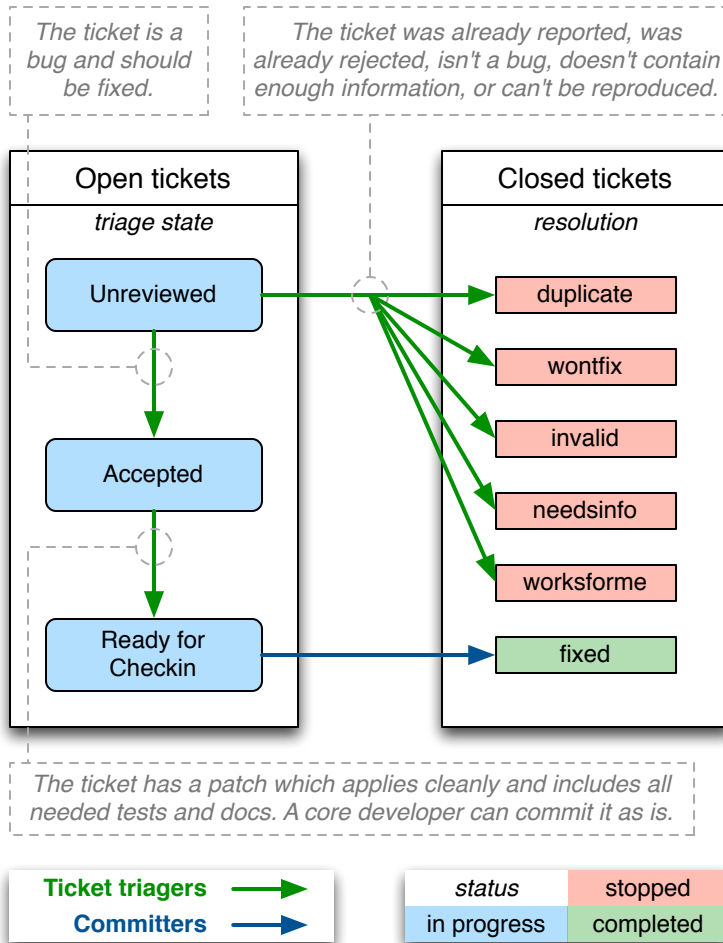 The ticket is a
bug and should
be fixed.
The ticket was already reported, was
already rejected, isn't a bug, doesn't contain
enough information, or can't be reproduced.
Open tickets
triage state
Unreviewed
Accepted
Ready for
Checkin
Closed tickets
resolution
duplicate
wontfix
invalid
needsinfo
worksforme
fixed
The ticket has a patch which applies cleanly and includes all
needed tests and docs. A core developer can commit it as is.
Ticket triagers
Committers
status
stopped
in progress
completed